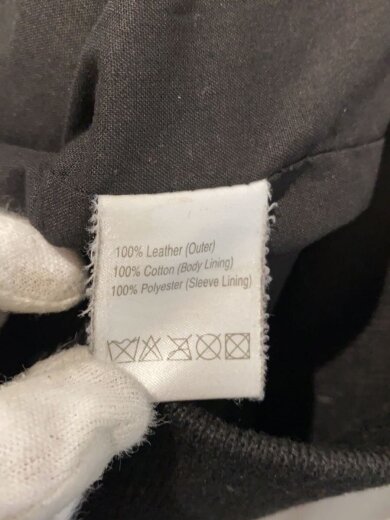 100% Leather (Outer)
100% Cotton (Body Lining)
100% Polyester (Sleeve Lining)